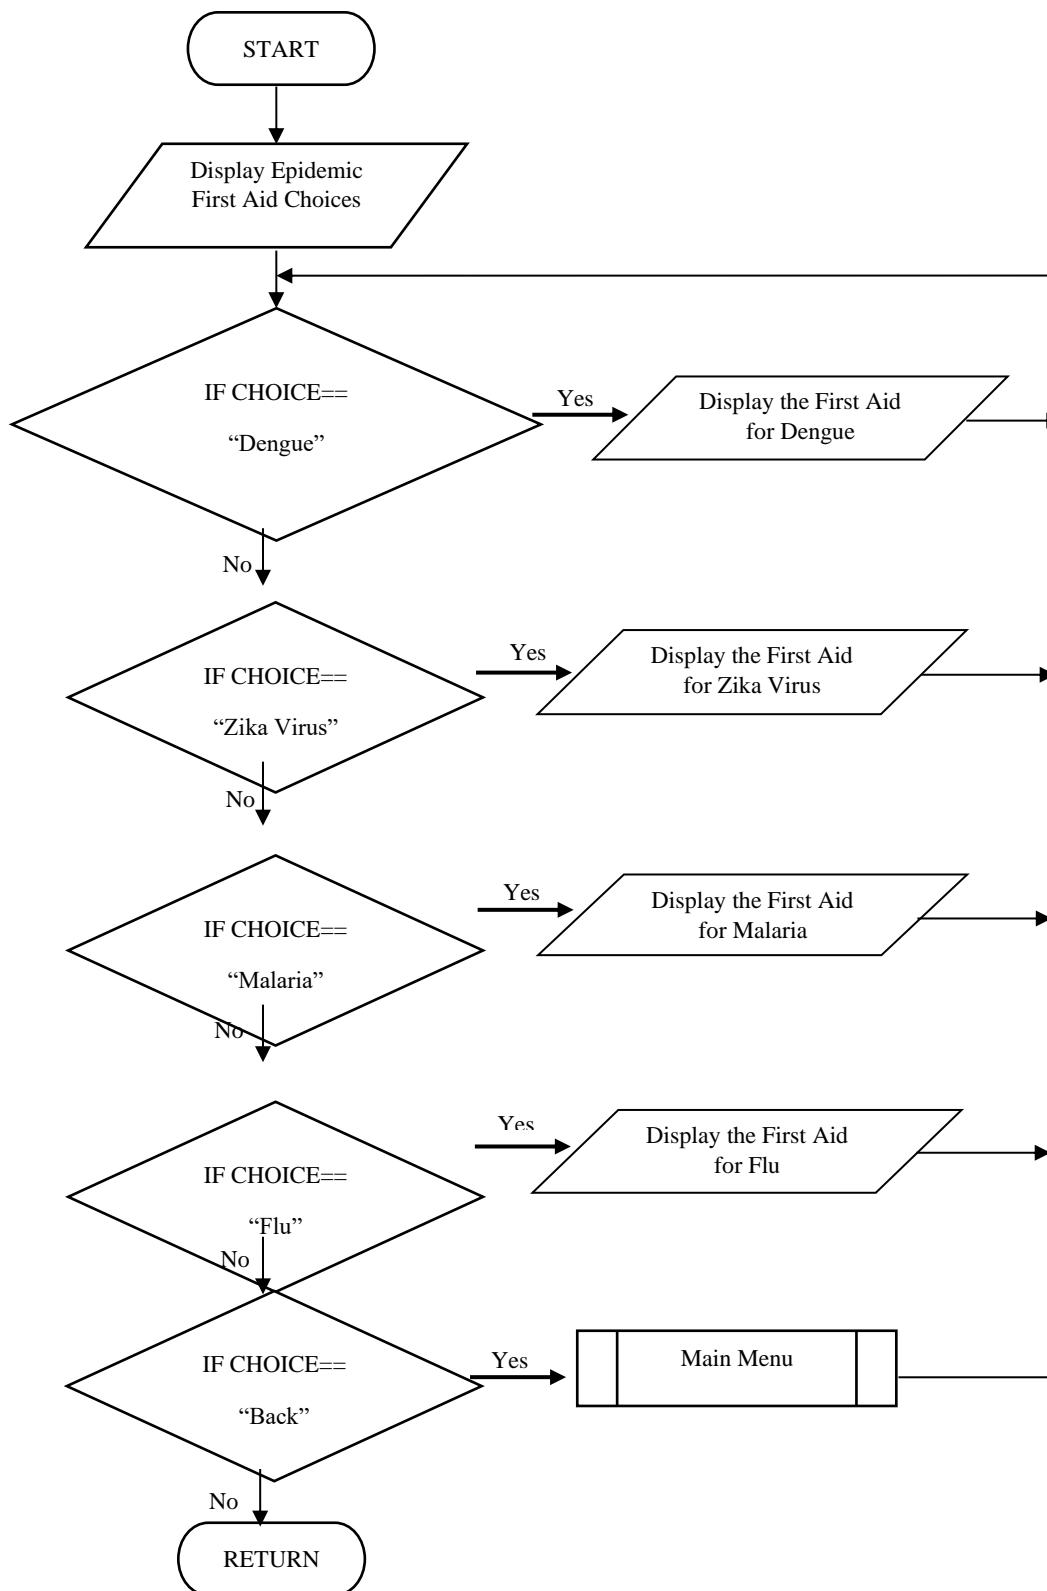 START
Display Epidemic
First Aid Choices
IF CHOICE==
“Dengue”
Yes
Display the First Aid
for Dengue
No
IF CHOICE==
“Zika Virus”
Yes
Display the First Aid
for Zika Virus
No
IF CHOICE==
“Malaria”
Yes
Display the First Aid
for Malaria
No
IF CHOICE==
“Flu”
Yes
Display the First Aid
for Flu
No
IF CHOICE==
“Back”
Yes
Main Menu
No
RETURN